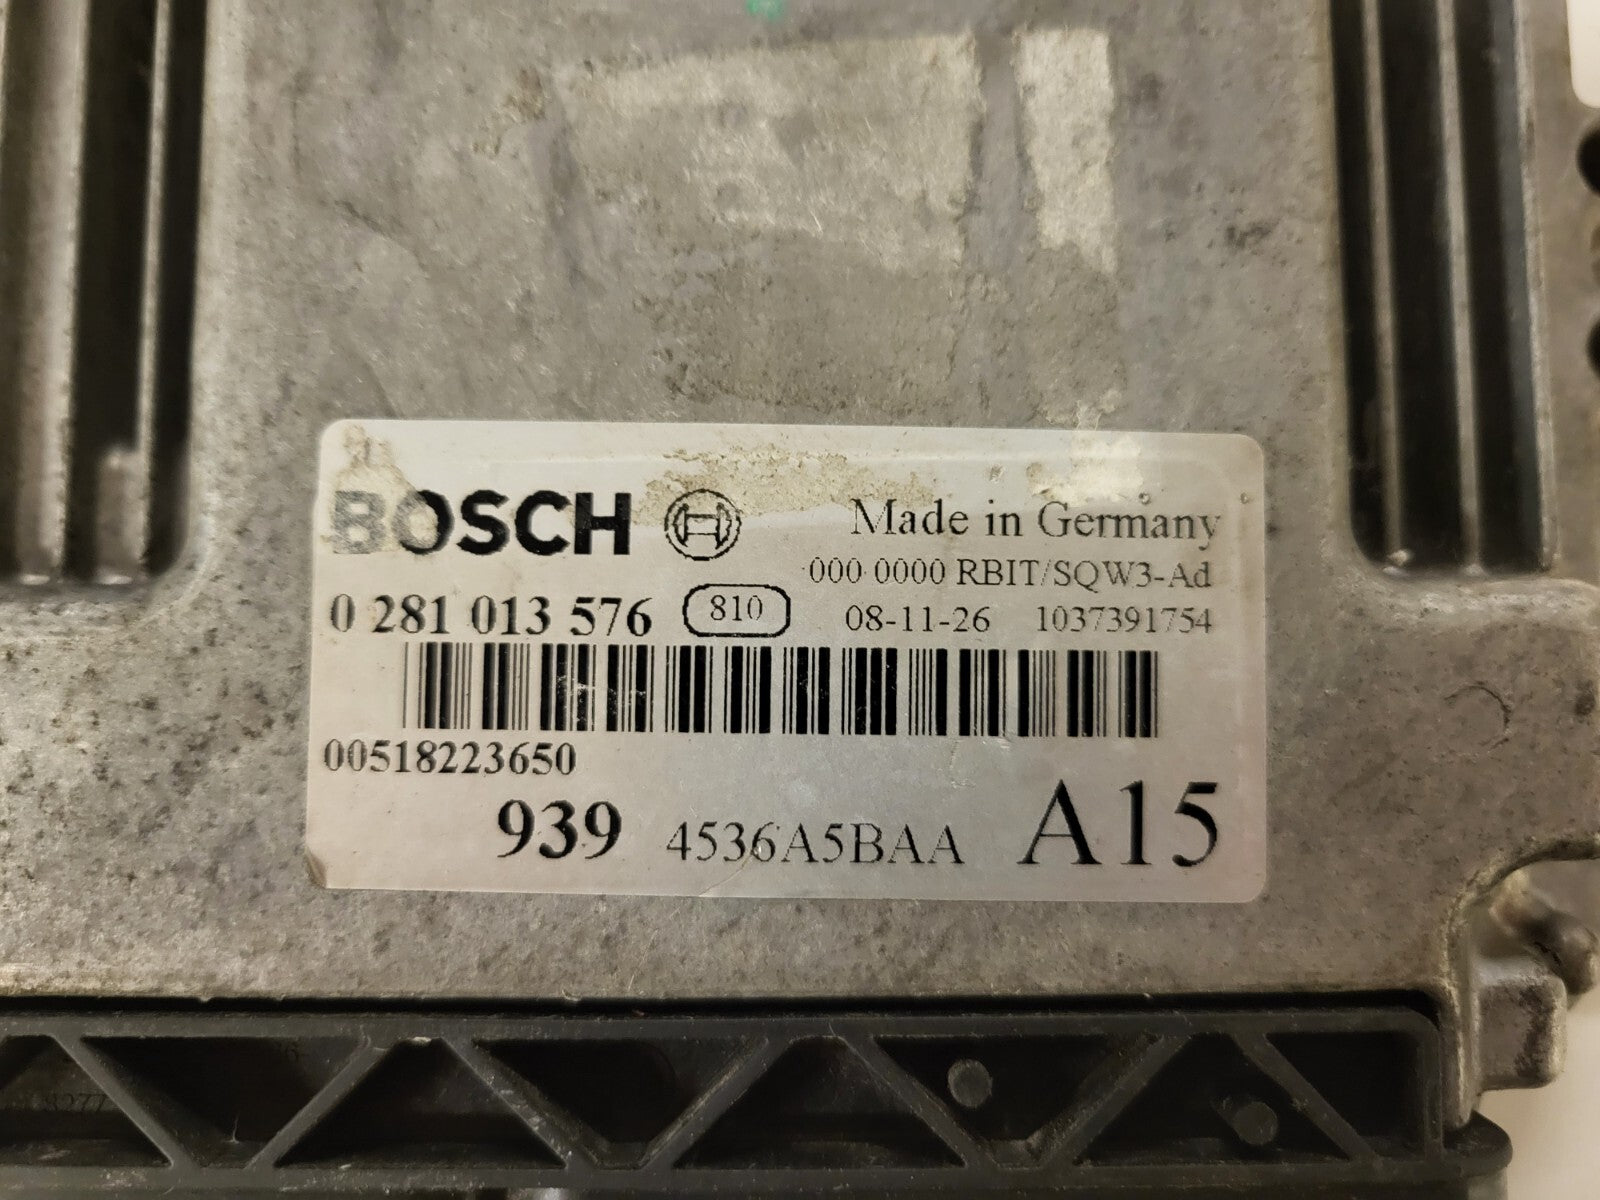 BOSCH
Made in Germany
000 0000 RBIT/SQW3-Ad
0 281 013 576 810 08-11-26 1037391754
00518223650
939 4536A5BAA A15